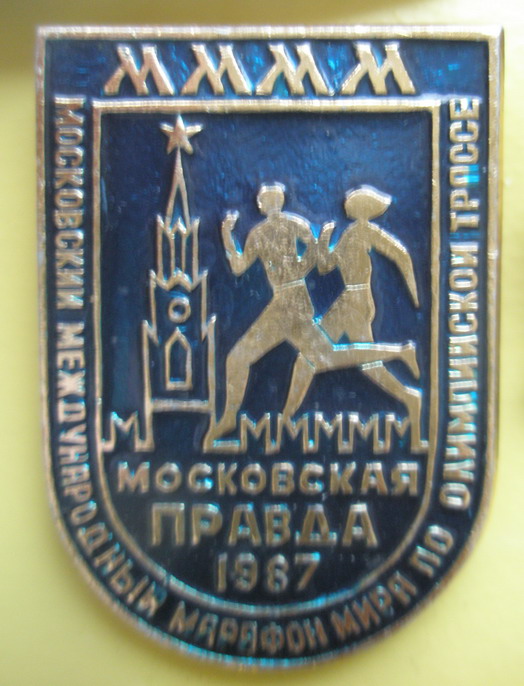 ММММ
МОСКОВСКИЙ МЕЖДУНАРОДНЫЙ МАРАФОН МИРА ПО ОЛИМПИЙСКОЙ ТРАССЕ
МОСКОВСКАЯ
ПРАВДА
1987